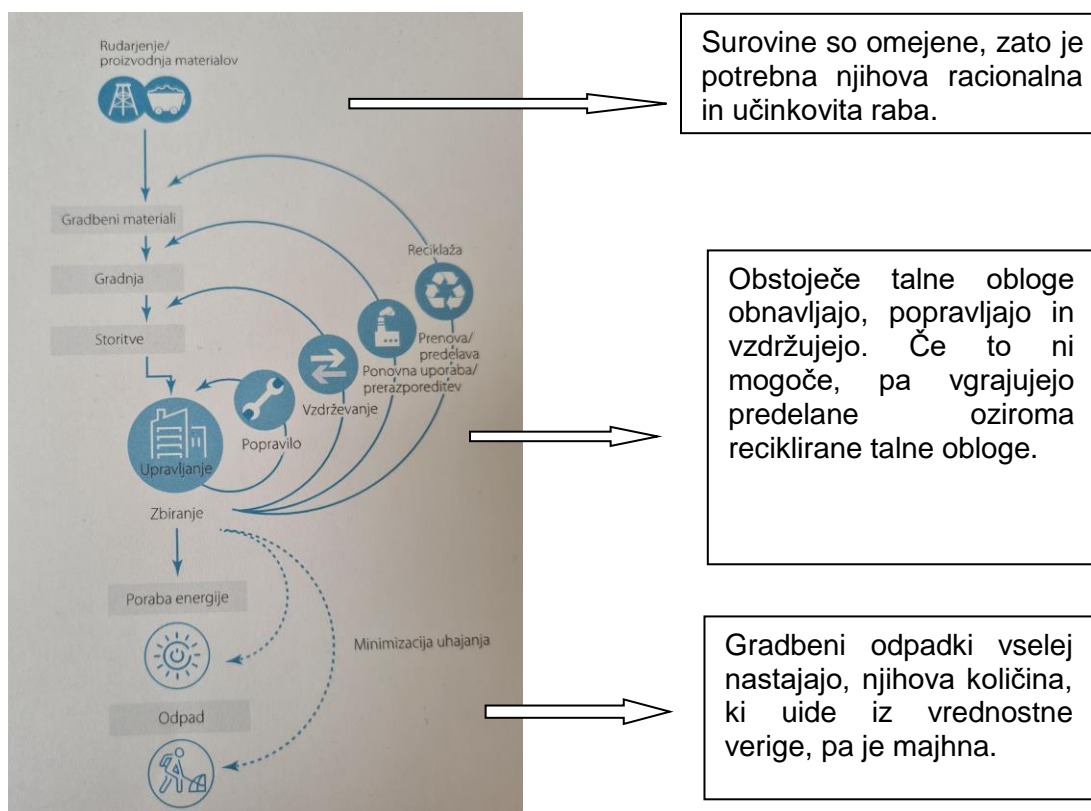 Rudarjenje/
proizvodnja materialov
Surovine so omejene, zato je
potrebna njihova racionalna
in učinkovita raba.
Gradbeni materiali
Gradnja
Storitve
Reciklaža
Prenova/
predelava
Ponovna uporaba/
prerazporeditev
Vzdrževanje
Popravilo
Upravljanje
Zbiranje
Obstoječe talne obloge
obnavljajo, popravljajo in
vzdržujejo. Če to ni
mogoče, pa vgrajujejo
predelane oziroma
reciklirane talne obloge.
Poraba energije
Minimizacija uhajanja
Odpad
Gradbeni odpadki vselej
nastajajo, njihova količina,
ki uide iz vrednostne
verige, pa je majhna.